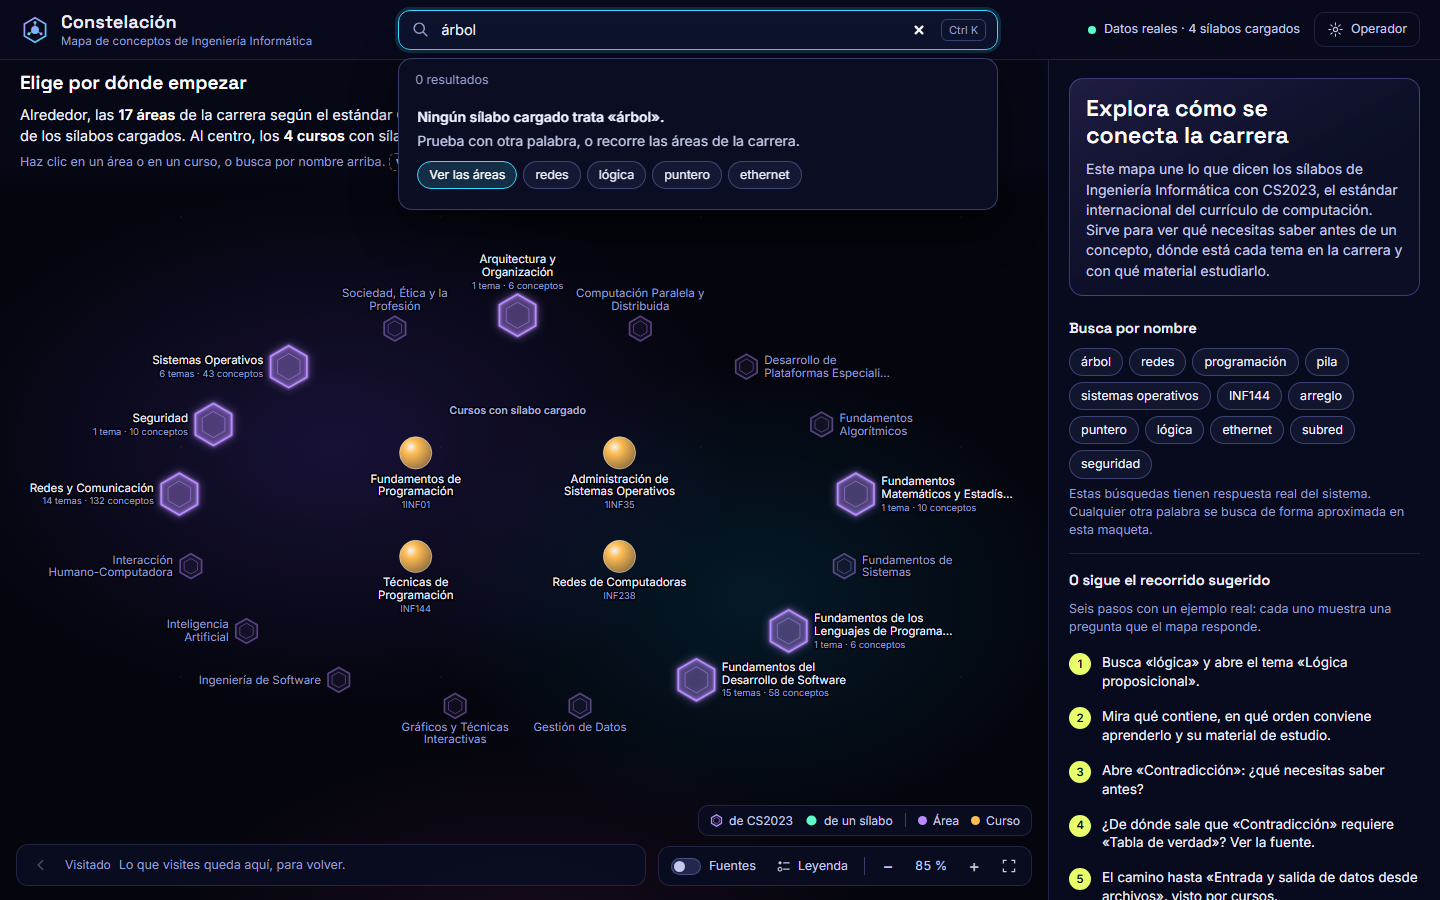 Constelación
Mapa de conceptos de Ingeniería Informática
árbol
Ctrl K
Datos reales · 4 sílabos cargados
Operador
Elige por dónde empezar
Alrededor, las 17 áreas de la carrera según el estándar
de los sílabos cargados. Al centro, los 4 cursos con síla
Haz clic en un área o en un curso, o busca por nombre arriba.
0 resultados
Ningún sílabo cargado trata «árbol».
Prueba con otra palabra, o recorre las áreas de la carrera.
Ver las áreas
redes
lógica
puntero
ethernet
Arquitectura y
Organización
1 tema · 6 conceptos
Sociedad, Ética y la
Profesión
Computación Paralela y
Distribuida
Sistemas Operativos
6 temas · 43 conceptos
Desarrollo de
Plataformas Especiali...
Seguridad
1 tema · 10 conceptos
Cursos con sílabo cargado
Fundamentos
Algorítmicos
Fundamentos de
Programación
1INF01
Administración de
Sistemas Operativos
1INF35
Redes y Comunicación
14 temas · 132 conceptos
Fundamentos
Matemáticos y Estadís...
1 tema · 10 conceptos
Interacción
Humano-Computadora
Fundamentos de
Sistemas
Técnicas de
Programación
INF144
Redes de Computadoras
INF238
Inteligencia
Artificial
Fundamentos de los
Lenguajes de Programa...
1 tema · 6 conceptos
Ingeniería de Software
Fundamentos del
Desarrollo de Software
15 temas · 58 conceptos
Gráficos y Técnicas
Interactivas
Gestión de Datos
de CS2023
de un sílabo
Área
Curso
Visitado Lo que visites queda aquí, para volver.
Fuentes
Leyenda
− 85 % +
Explora cómo se
conecta la carrera
Este mapa une lo que dicen los sílabos de
Ingeniería Informática con CS2023, el estándar
internacional del currículo de computación.
Sirve para ver qué necesitas saber antes de un
concepto, dónde está cada tema en la carrera y
con qué material estudiarlo.
Busca por nombre
árbol
redes
programación
pila
sistemas operativos
INF144
arreglo
puntero
lógica
ethernet
subred
seguridad
Estas búsquedas tienen respuesta real del sistema.
Cualquier otra palabra se busca de forma aproximada en
esta maqueta.
O sigue el recorrido sugerido
Seis pasos con un ejemplo real: cada uno muestra una
pregunta que el mapa responde.
1 Busca «lógica» y abre el tema «Lógica
proposicional».
2 Mira qué contiene, en qué orden conviene
aprenderlo y su material de estudio.
3 Abre «Contradicción»: ¿qué necesitas saber
antes?
4 ¿De dónde sale que «Contradicción» requiere
«Tabla de verdad»? Ver la fuente.
5 El camino hasta «Entrada y salida de datos desde
archivos», visto por cursos.